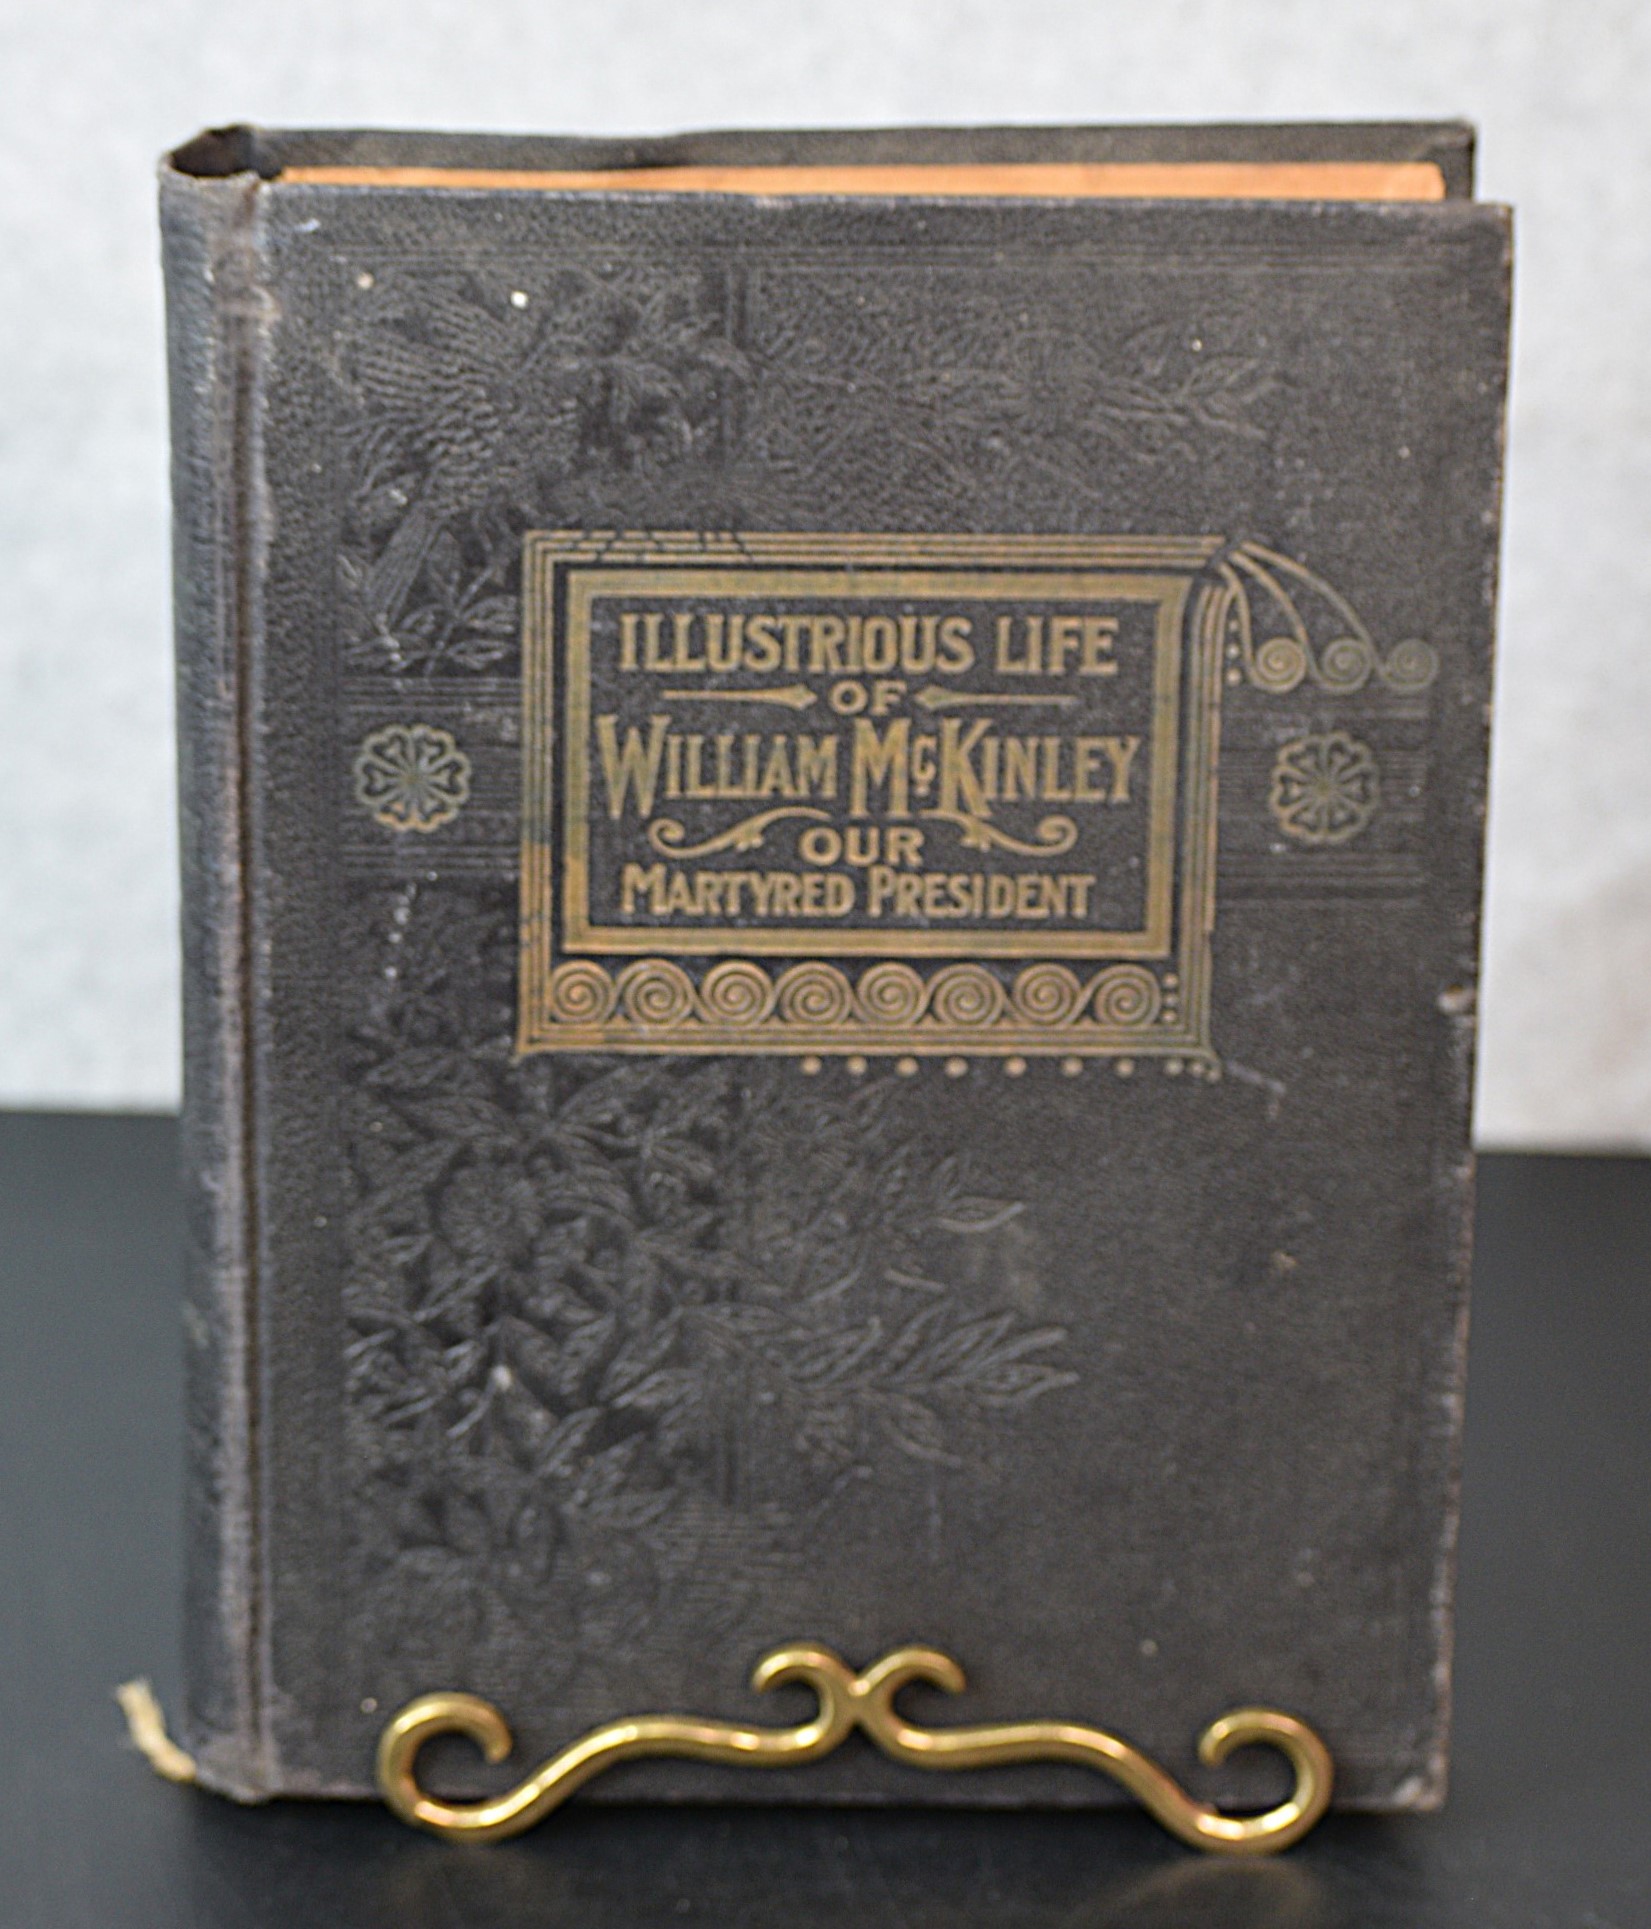 ILLUSTRIOUS LIFE
OF
WILLIAM McKINLEY
OUR
MARTYRED PRESIDENT